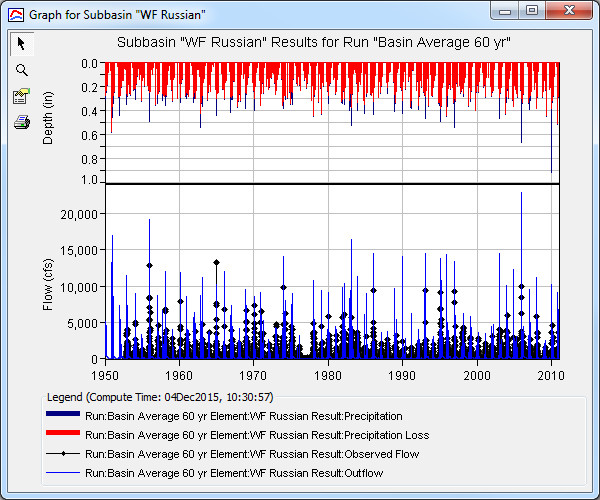 Graph for Subbasin "WF Russian"
Subbasin "WF Russian" Results for Run "Basin Average 60 yr"
0.0
0.2
0.4
0.6
0.8
1.0
Depth (in)
20,000
15,000
10,000
5,000
0
Flow (cfs)
1950 1960 1970 1980 1990 2000 2010
Legend (Compute Time: 04Dec2015, 10:30:57)
Run:Basin Average 60 yr Element:WF Russian Result:Precipitation
Run:Basin Average 60 yr Element:WF Russian Result:Precipitation Loss
Run:Basin Average 60 yr Element:WF Russian Result:Observed Flow
Run:Basin Average 60 yr Element:WF Russian Result:Outflow